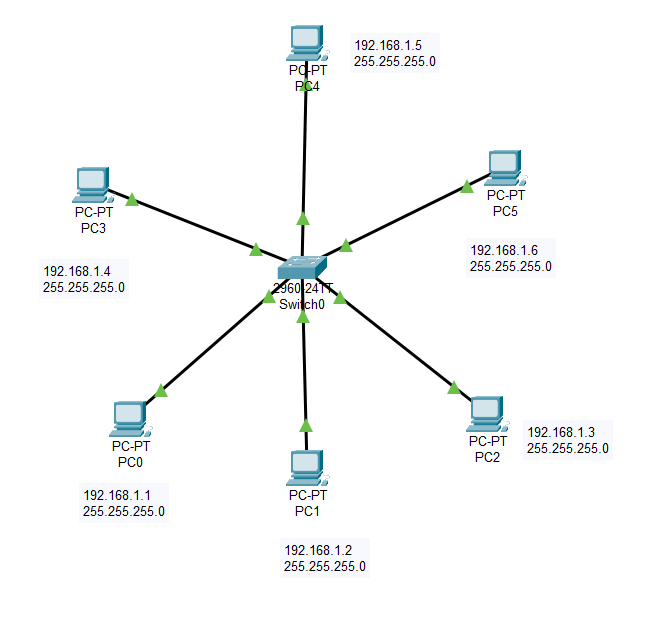 192.168.1.5
255.255.255.0
PC-PT
PC4
PC-PT
PC5
PC-PT
PC3
192.168.1.6
255.255.255.0
192.168.1.4
255.255.255.0
2960-24TT
Switch0
PC-PT
PC2
192.168.1.3
255.255.255.0
PC-PT
PC0
192.168.1.1
255.255.255.0
PC-PT
PC1
192.168.1.2
255.255.255.0